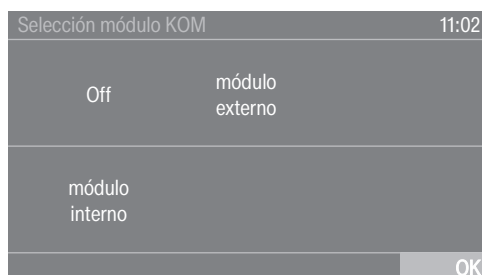 Selección módulo KOM 11:02
Off
módulo
externo
módulo
interno
OK